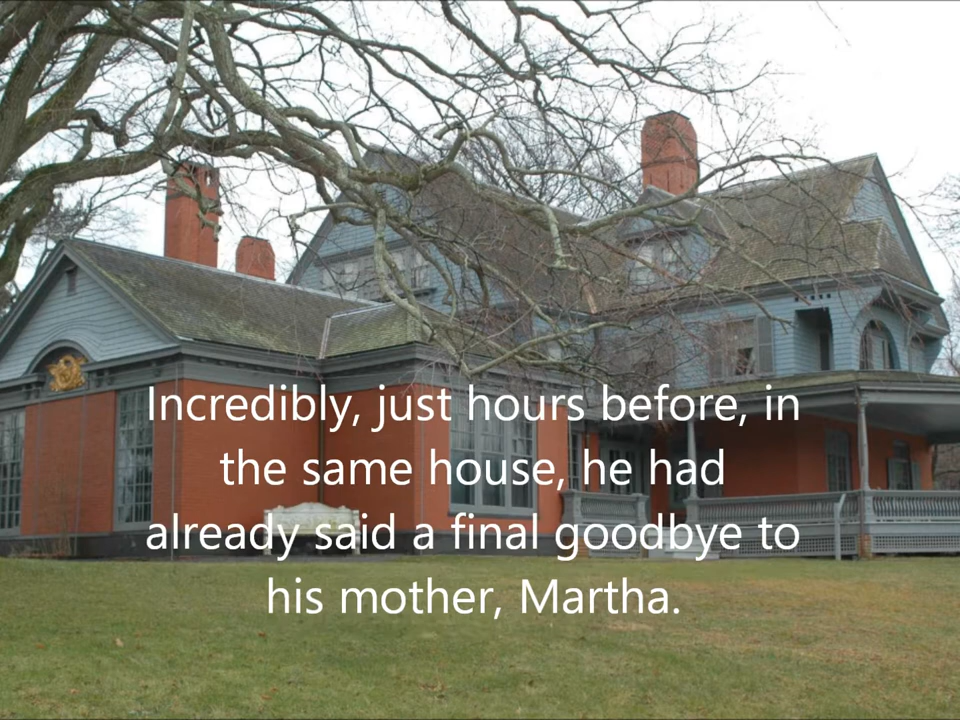 Incredibly, just hours before, in
the same house, he had
already said a final goodbye to
his mother, Martha.